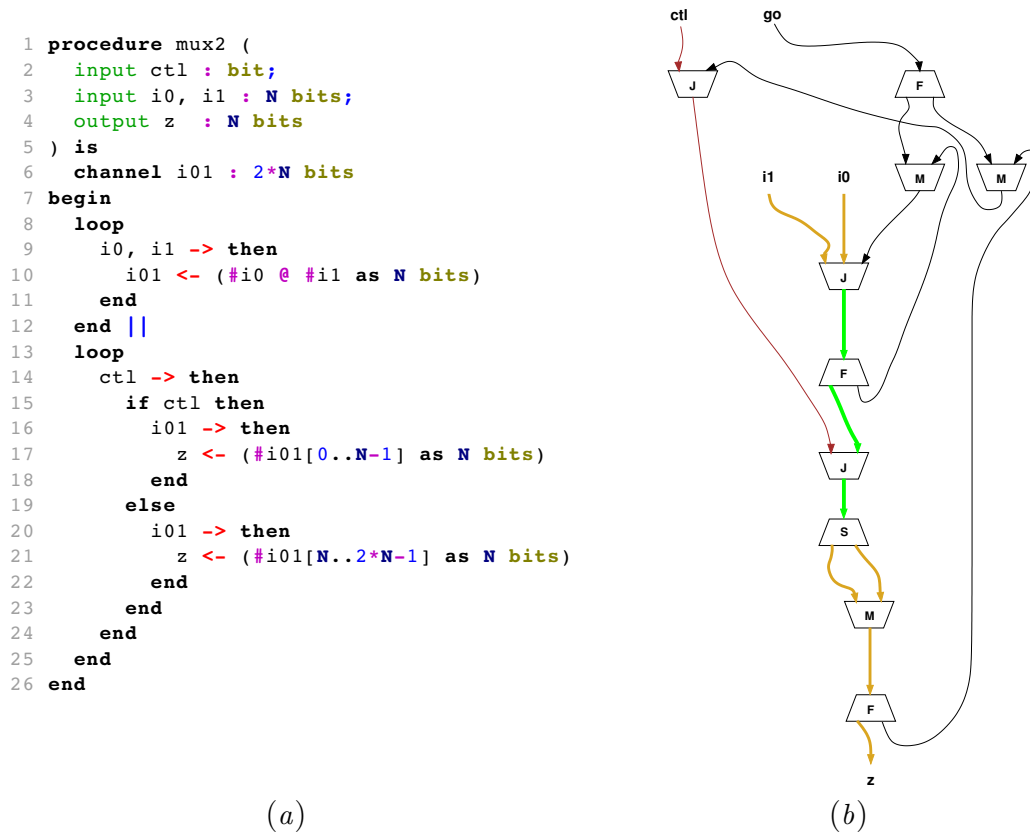 1 procedure mux2 (
2   input ctl : bit;
3   input i0, i1 : N bits;
4   output z  : N bits
5 ) is
6   channel i01 : 2*N bits
7 begin
8   loop
9     i0, i1 -> then
10       i01 <- (#i0 @ #i1 as N bits)
11     end
12   end ||
13   loop
14     ctl -> then
15       if ctl then
16         i01 -> then
17           z <- (#i01[0..N-1] as N bits)
18         end
19       else
20         i01 -> then
21           z <- (#i01[N..2*N-1] as N bits)
22         end
23       end
24     end
25   end
26 end
(a)
ctl go
J F
M M
i1 i0
J
F
J
S
M
F
z
(b)